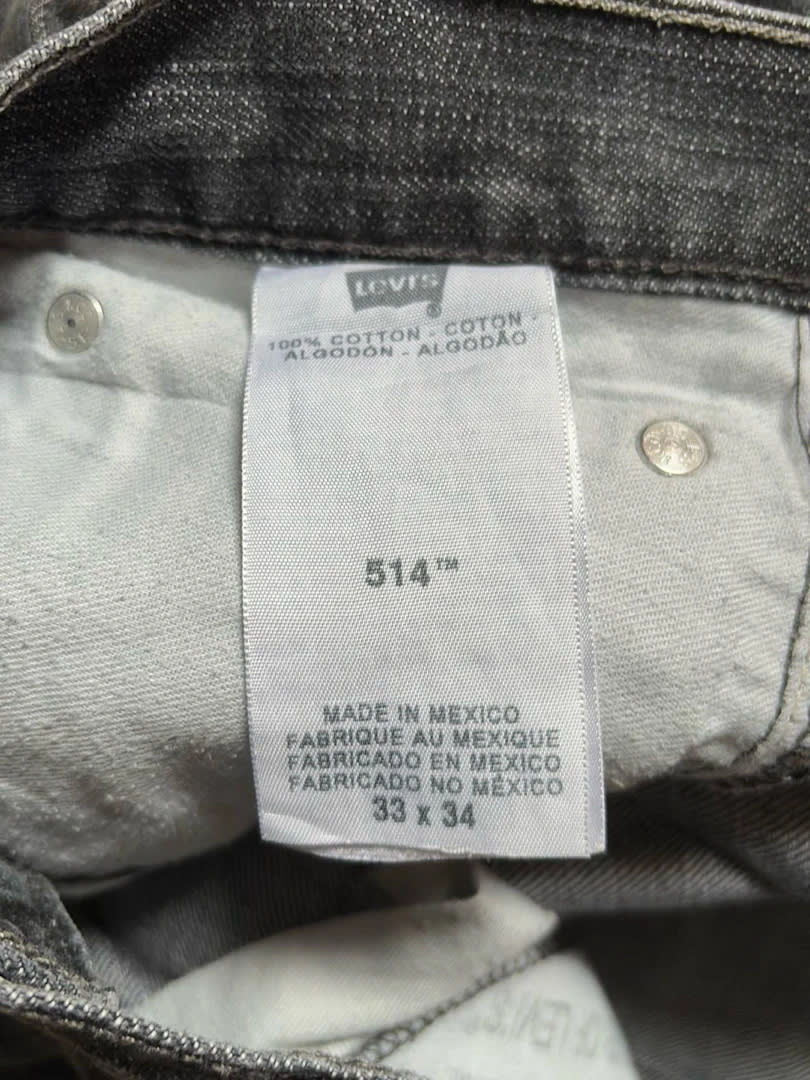 Levi's
®
100% COTTON - COTON -
ALGODÓN - ALGODÃO
514™
MADE IN MEXICO
FABRIQUE AU MEXIQUE
FABRICADO EN MEXICO
FABRICADO NO MÉXICO
33 x 34